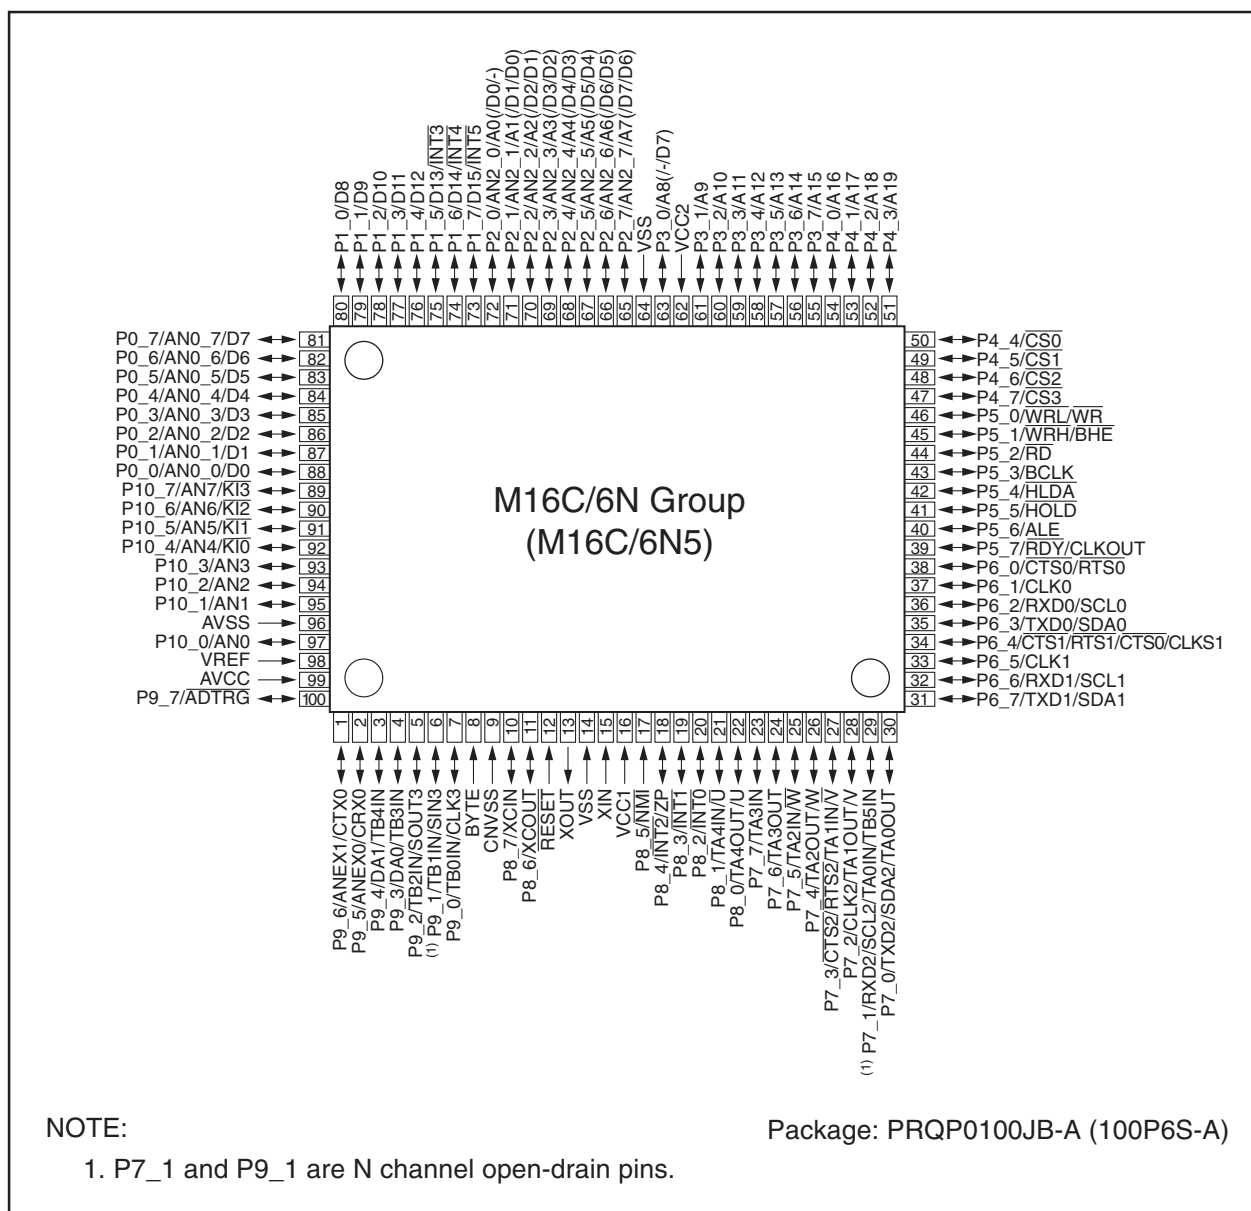 P1_0/D8
P1_1/D9
P1_2/D10
P1_3/D11
P1_4/D12
P1_5/D13/INT3
P1_6/D14/INT4
P1_7/D15/INT5
P2_0/AN2_0/A0(/D0/-)
P2_1/AN2_1/A1(/D1/D0)
P2_2/AN2_2/A2(/D2/D1)
P2_3/AN2_3/A3(/D3/D2)
P2_4/AN2_4/A4(/D4/D3)
P2_5/AN2_5/A5(/D5/D4)
P2_6/AN2_6/A6(/D6/D5)
P2_7/AN2_7/A7(/D7/D6)
VSS
P3_0/A8(/-/D7)
VCC2
P3_1/A9
P3_2/A10
P3_3/A11
P3_4/A12
P3_5/A13
P3_6/A14
P3_7/A15
P4_0/A16
P4_1/A17
P4_2/A18
P4_3/A19
80 79 78 77 76 75 74 73 72 71 70 69 68 67 66 65 64 63 62 61 60 59 58 57 56 55 54 53 52 51
P0_7/AN0_7/D7 81
P0_6/AN0_6/D6 82
P0_5/AN0_5/D5 83
P0_4/AN0_4/D4 84
P0_3/AN0_3/D3 85
P0_2/AN0_2/D2 86
P0_1/AN0_1/D1 87
P0_0/AN0_0/D0 88
P10_7/AN7/KI3 89
P10_6/AN6/KI2 90
P10_5/AN5/KI1 91
P10_4/AN4/KI0 92
P10_3/AN3 93
P10_2/AN2 94
P10_1/AN1 95
AVSS 96
P10_0/AN0 97
VREF 98
AVCC 99
P9_7/ADTRG 100
M16C/6N Group
(M16C/6N5)
50 P4_4/CS0
49 P4_5/CS1
48 P4_6/CS2
47 P4_7/CS3
46 P5_0/WRL/WR
45 P5_1/WRH/BHE
44 P5_2/RD
43 P5_3/BCLK
42 P5_4/HLDA
41 P5_5/HOLD
40 P5_6/ALE
39 P5_7/RDY/CLKOUT
38 P6_0/CTS0/RTS0
37 P6_1/CLK0
36 P6_2/RXD0/SCL0
35 P6_3/TXD0/SDA0
34 P6_4/CTS1/RTS1/CTS0/CLKS1
33 P6_5/CLK1
32 P6_6/RXD1/SCL1
31 P6_7/TXD1/SDA1
1 2 3 4 5 6 7 8 9 10 11 12 13 14 15 16 17 18 19 20 21 22 23 24 25 26 27 28 29 30
P9_6/ANEX1/CTX0
P9_5/ANEX0/CRX0
P9_4/DA1/TB4IN
P9_3/DA0/TB3IN
P9_2/TB2IN/SOUT3
(1) P9_1/TB1IN/SIN3
P9_0/TB0IN/CLK3
BYTE
CNVSS
P8_7/XCIN
P8_6/XCOUT
RESET
XOUT
VSS
XIN
VCC1
P8_5/NMI
P8_4/INT2/ZP
P8_3/INT1
P8_2/INT0
P8_1/TA4IN/U
P8_0/TA4OUT/U
P7_7/TA3IN
P7_6/TA3OUT
P7_5/TA2IN/W
P7_4/TA2OUT/W
P7_3/CTS2/RTS2/TA1IN/V
P7_2/CLK2/TA1OUT/V
(1) P7_1/RXD2/SCL2/TA0IN/TB5IN
P7_0/TXD2/SDA2/TA0OUT
NOTE:
1. P7_1 and P9_1 are N channel open-drain pins.
Package: PRQP0100JB-A (100P6S-A)